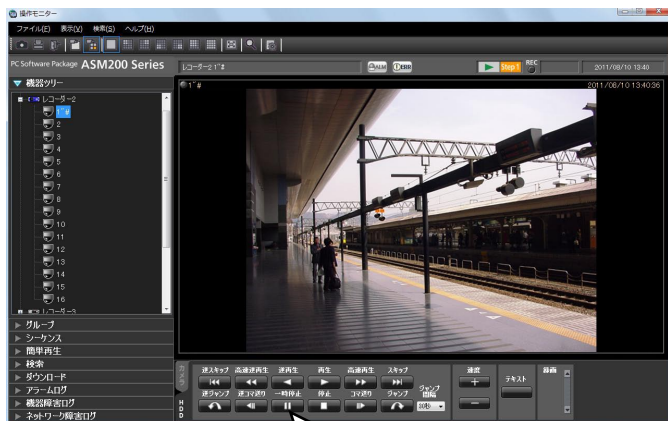 操作モニター
ファイル(F) 表示(V) 検索(S) ヘルプ(H)
PC Software Package ASM200 Series
レコーダー2 1~#
ALM
ERR
Step1
REC
2011/08/10 13:40
機器ツリー
レコーダー2
1~#
2
3
4
5
6
7
8
9
10
11
12
13
14
15
16
レコーダー3
グループ
シーケンス
簡単再生
検索
ダウンロード
アラームログ
機器障害ログ
ネットワーク障害ログ
1~#
2011/08/10 13:40:36
カメラ
HDD
逆スキップ 高速逆再生 逆再生 再生 高速再生 スキップ
逆ジャンプ 逆コマ送り 一時停止 停止 コマ送り ジャンプ
ジャンプ間隔
30秒
速度
テキスト
録画